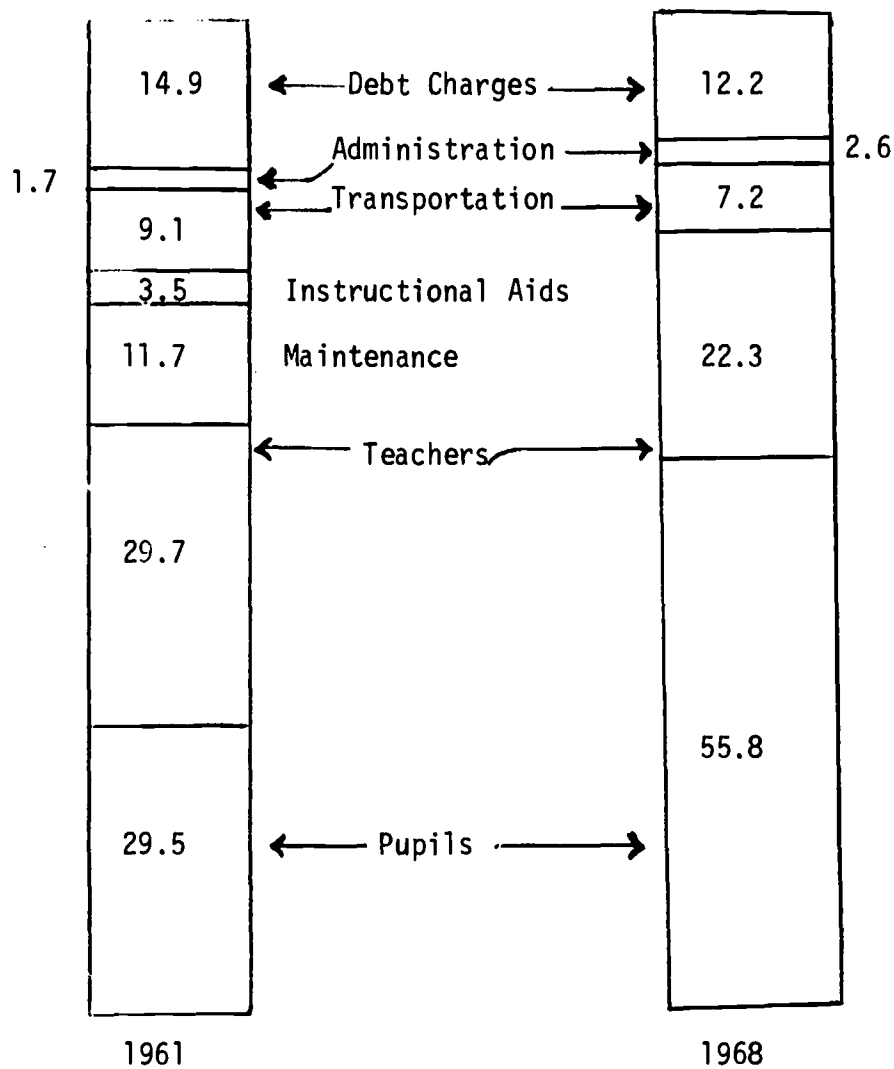 14.9 Debt Charges 12.2
Administration 2.6
1.7
Transportation 7.2
9.1
3.5 Instructional Aids
11.7 Maintenance 22.3
Teachers
29.7
55.8
29.5 Pupils
1961 1968